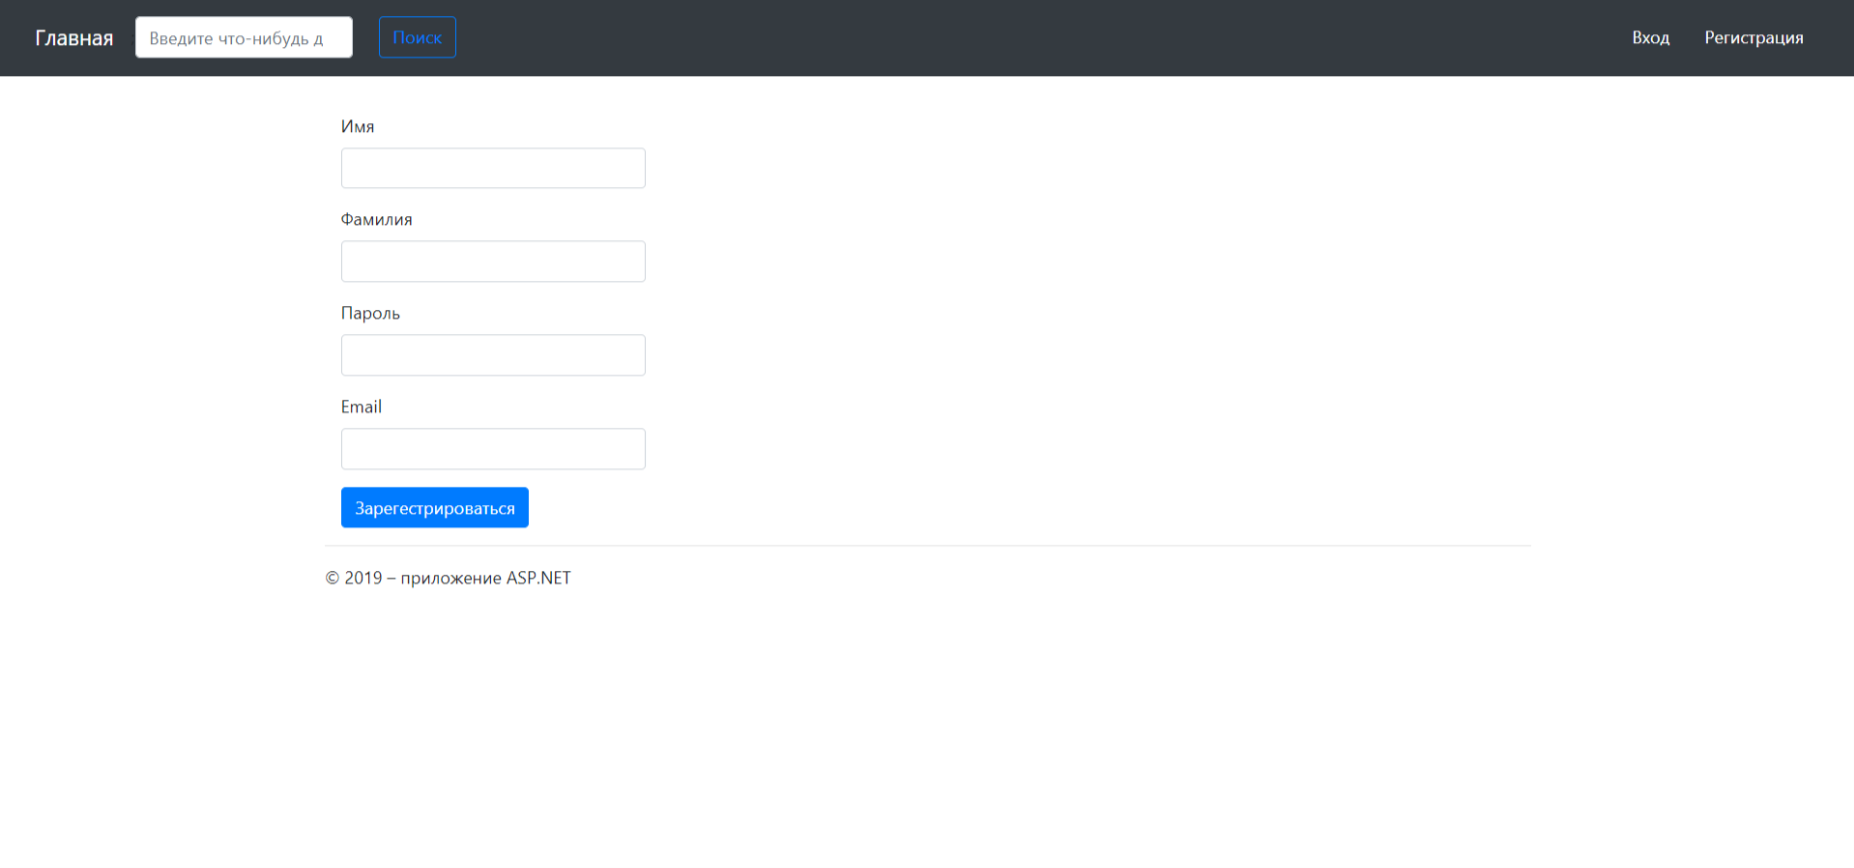 Главная Введите что-нибудь д Поиск Вход Регистрация
Имя
Фамилия
Пароль
Email
Зарегестрироваться
© 2019 – приложение ASP.NET